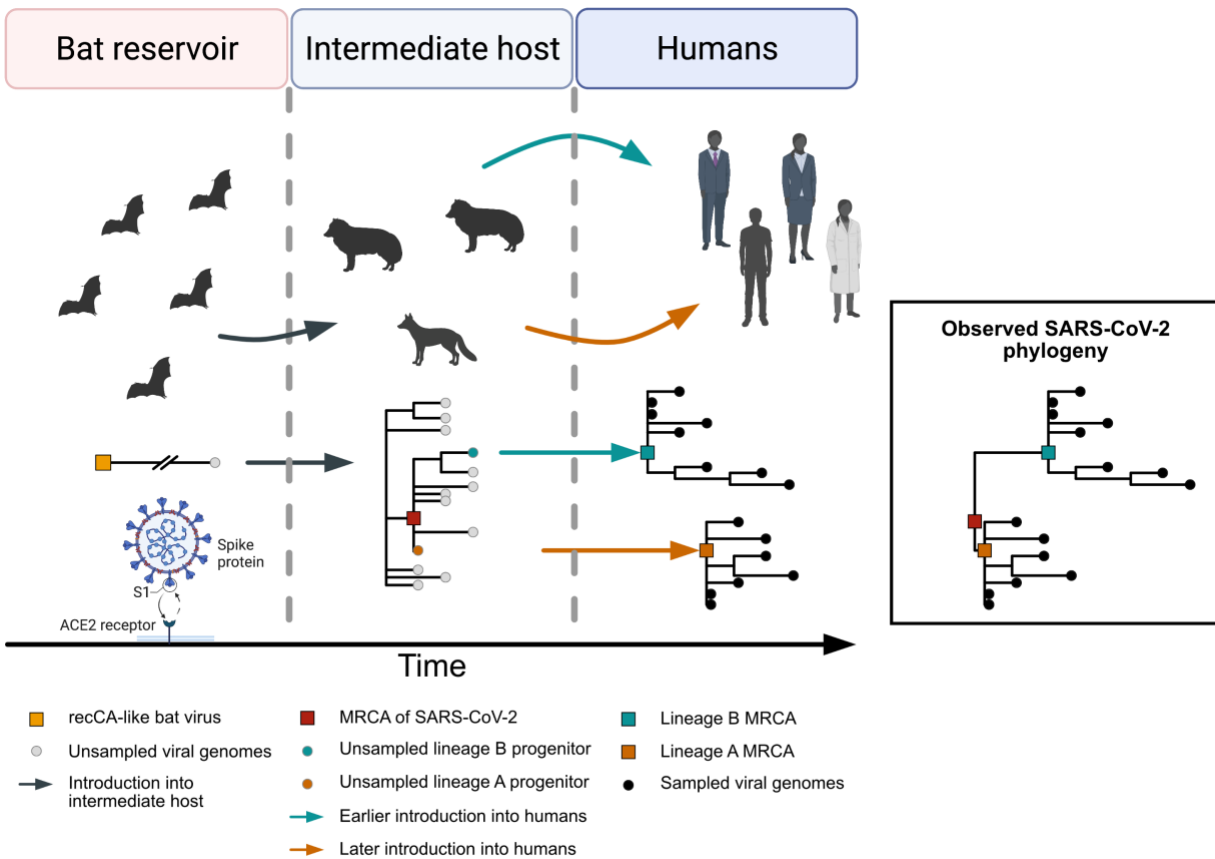 Bat reservoir
Intermediate host
Humans
Observed SARS-CoV-2
phylogeny
Spike
protein
S1
ACE2 receptor
Time
recCA-like bat virus
Unsampled viral genomes
Introduction into
intermediate host
MRCA of SARS-CoV-2
Unsampled lineage B progenitor
Unsampled lineage A progenitor
Earlier introduction into humans
Later introduction into humans
Lineage B MRCA
Lineage A MRCA
Sampled viral genomes